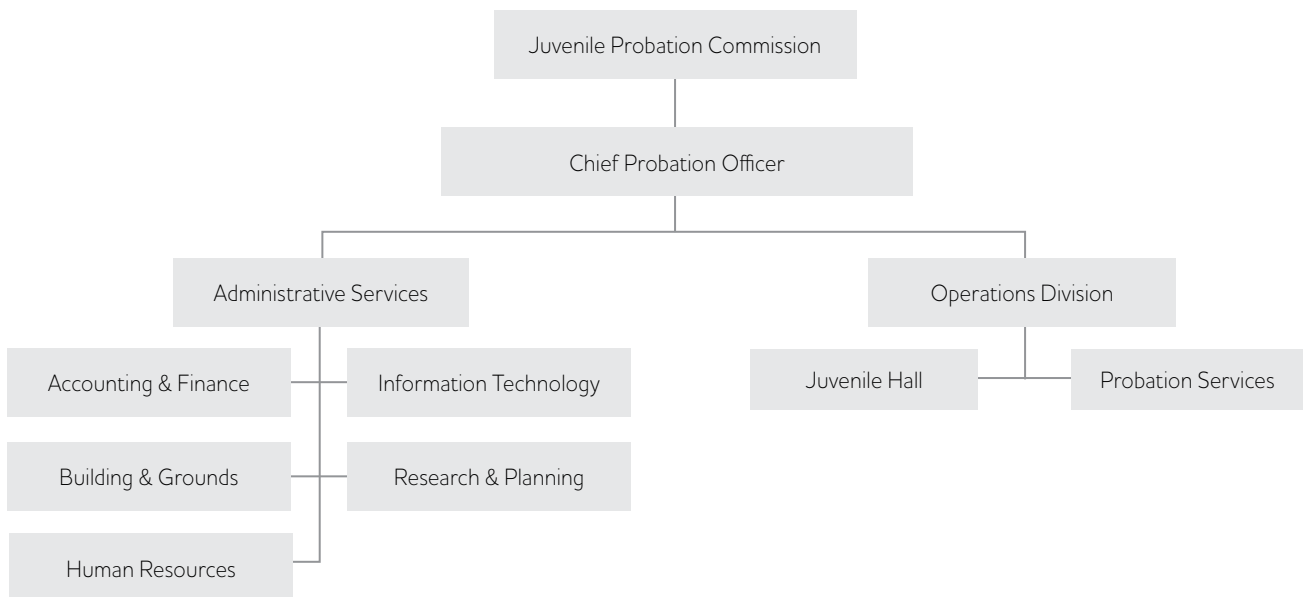 Juvenile Probation Commission
Chief Probation Officer
Administrative Services
Operations Division
Accounting & Finance
Information Technology
Juvenile Hall
Probation Services
Building & Grounds
Research & Planning
Human Resources